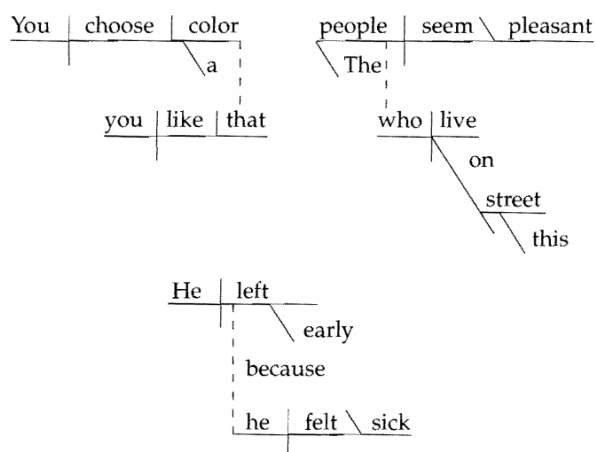 You choose color people seem pleasant
a The
you like that who live
on
street
this
He left
early
because
he felt sick